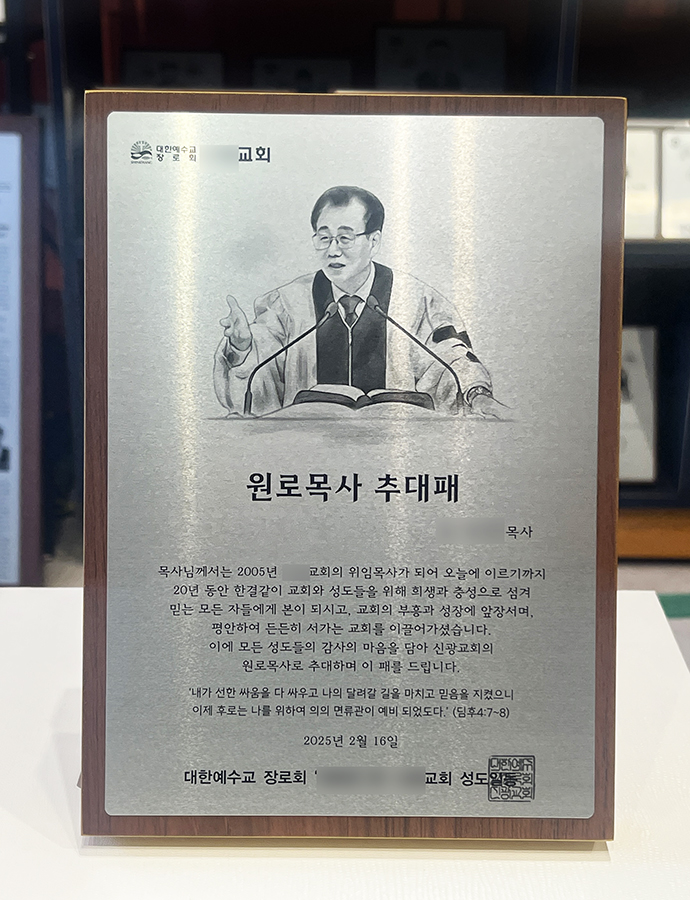 대한예수교
장로회
교회
원로목사 추대패
목사
목사님께서는 2005년 교회의 위임목사가 되어 오늘에 이르기까지
20년 동안 한결같이 교회와 성도들을 위해 희생과 충성으로 섬겨
믿는 모든 자들에게 본이 되시고, 교회의 부흥과 성장에 앞장서며,
평안하여 든든히 서가는 교회를 이끌어가셨습니다.
이에 모든 성도들의 감사의 마음을 담아 신광교회의
원로목사로 추대하며 이 패를 드립니다.
'내가 선한 싸움을 다 싸우고 나의 달려갈 길을 마치고 믿음을 지켰으니
이제 후로는 나를 위하여 의의 면류관이 예비 되었도다.' (딤후4:7~8)
2025년 2월 16일
대한예수교 장로회 ' 교회 성도일동